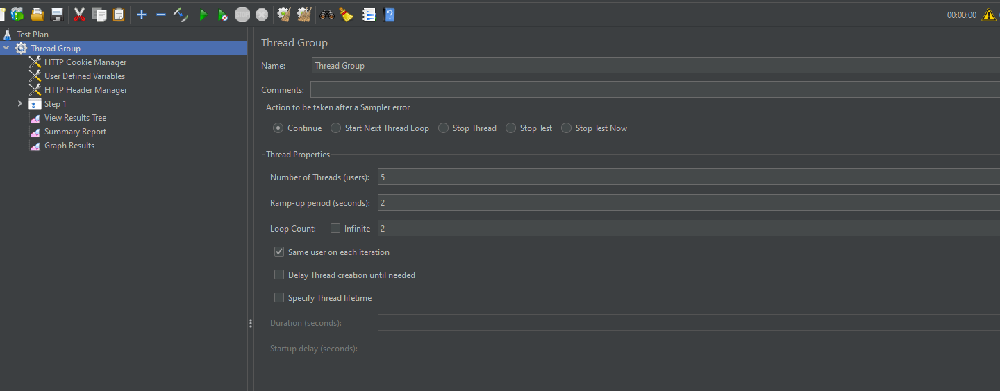 00:00:00
Test Plan
Thread Group
HTTP Cookie Manager
User Defined Variables
HTTP Header Manager
Step 1
View Results Tree
Summary Report
Graph Results
Thread Group
Name: Thread Group
Comments:
Action to be taken after a Sampler error
Continue Start Next Thread Loop Stop Thread Stop Test Stop Test Now
Thread Properties
Number of Threads (users): 5
Ramp-up period (seconds): 2
Loop Count: Infinite 2
Same user on each iteration
Delay Thread creation until needed
Specify Thread lifetime
Duration (seconds):
Startup delay (seconds):